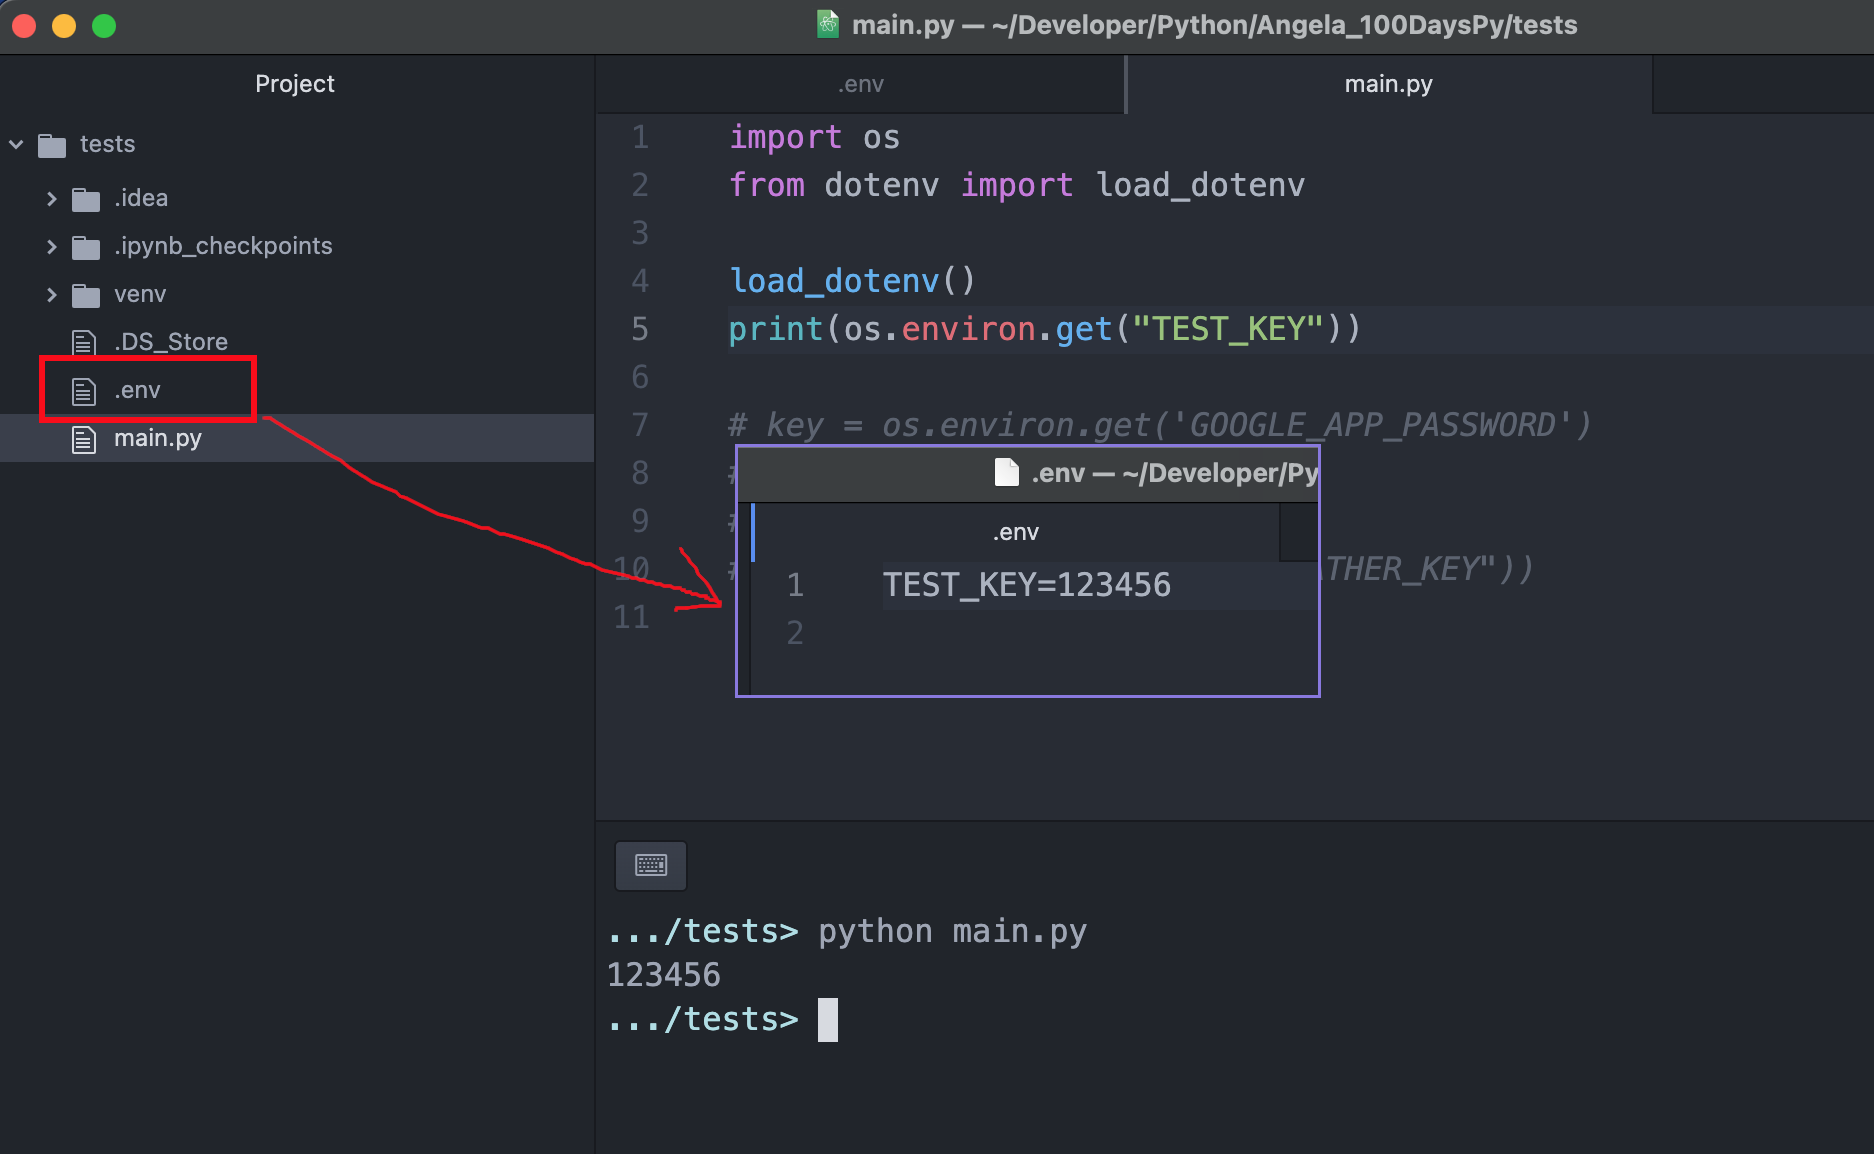 main.py — ~/Developer/Python/Angela_100DaysPy/tests
Project
tests
.idea
.ipynb_checkpoints
venv
.DS_Store
.env
main.py
.env
main.py
1 import os
2 from dotenv import load_dotenv
3
4 load_dotenv()
5 print(os.environ.get("TEST_KEY"))
6
7 # key = os.environ.get('GOOGLE_APP_PASSWORD')
8 #
9 #
10 # THER_KEY"))
11
.env — ~/Developer/Py
.env
1 TEST_KEY=123456
2
.../tests> python main.py
123456
.../tests>